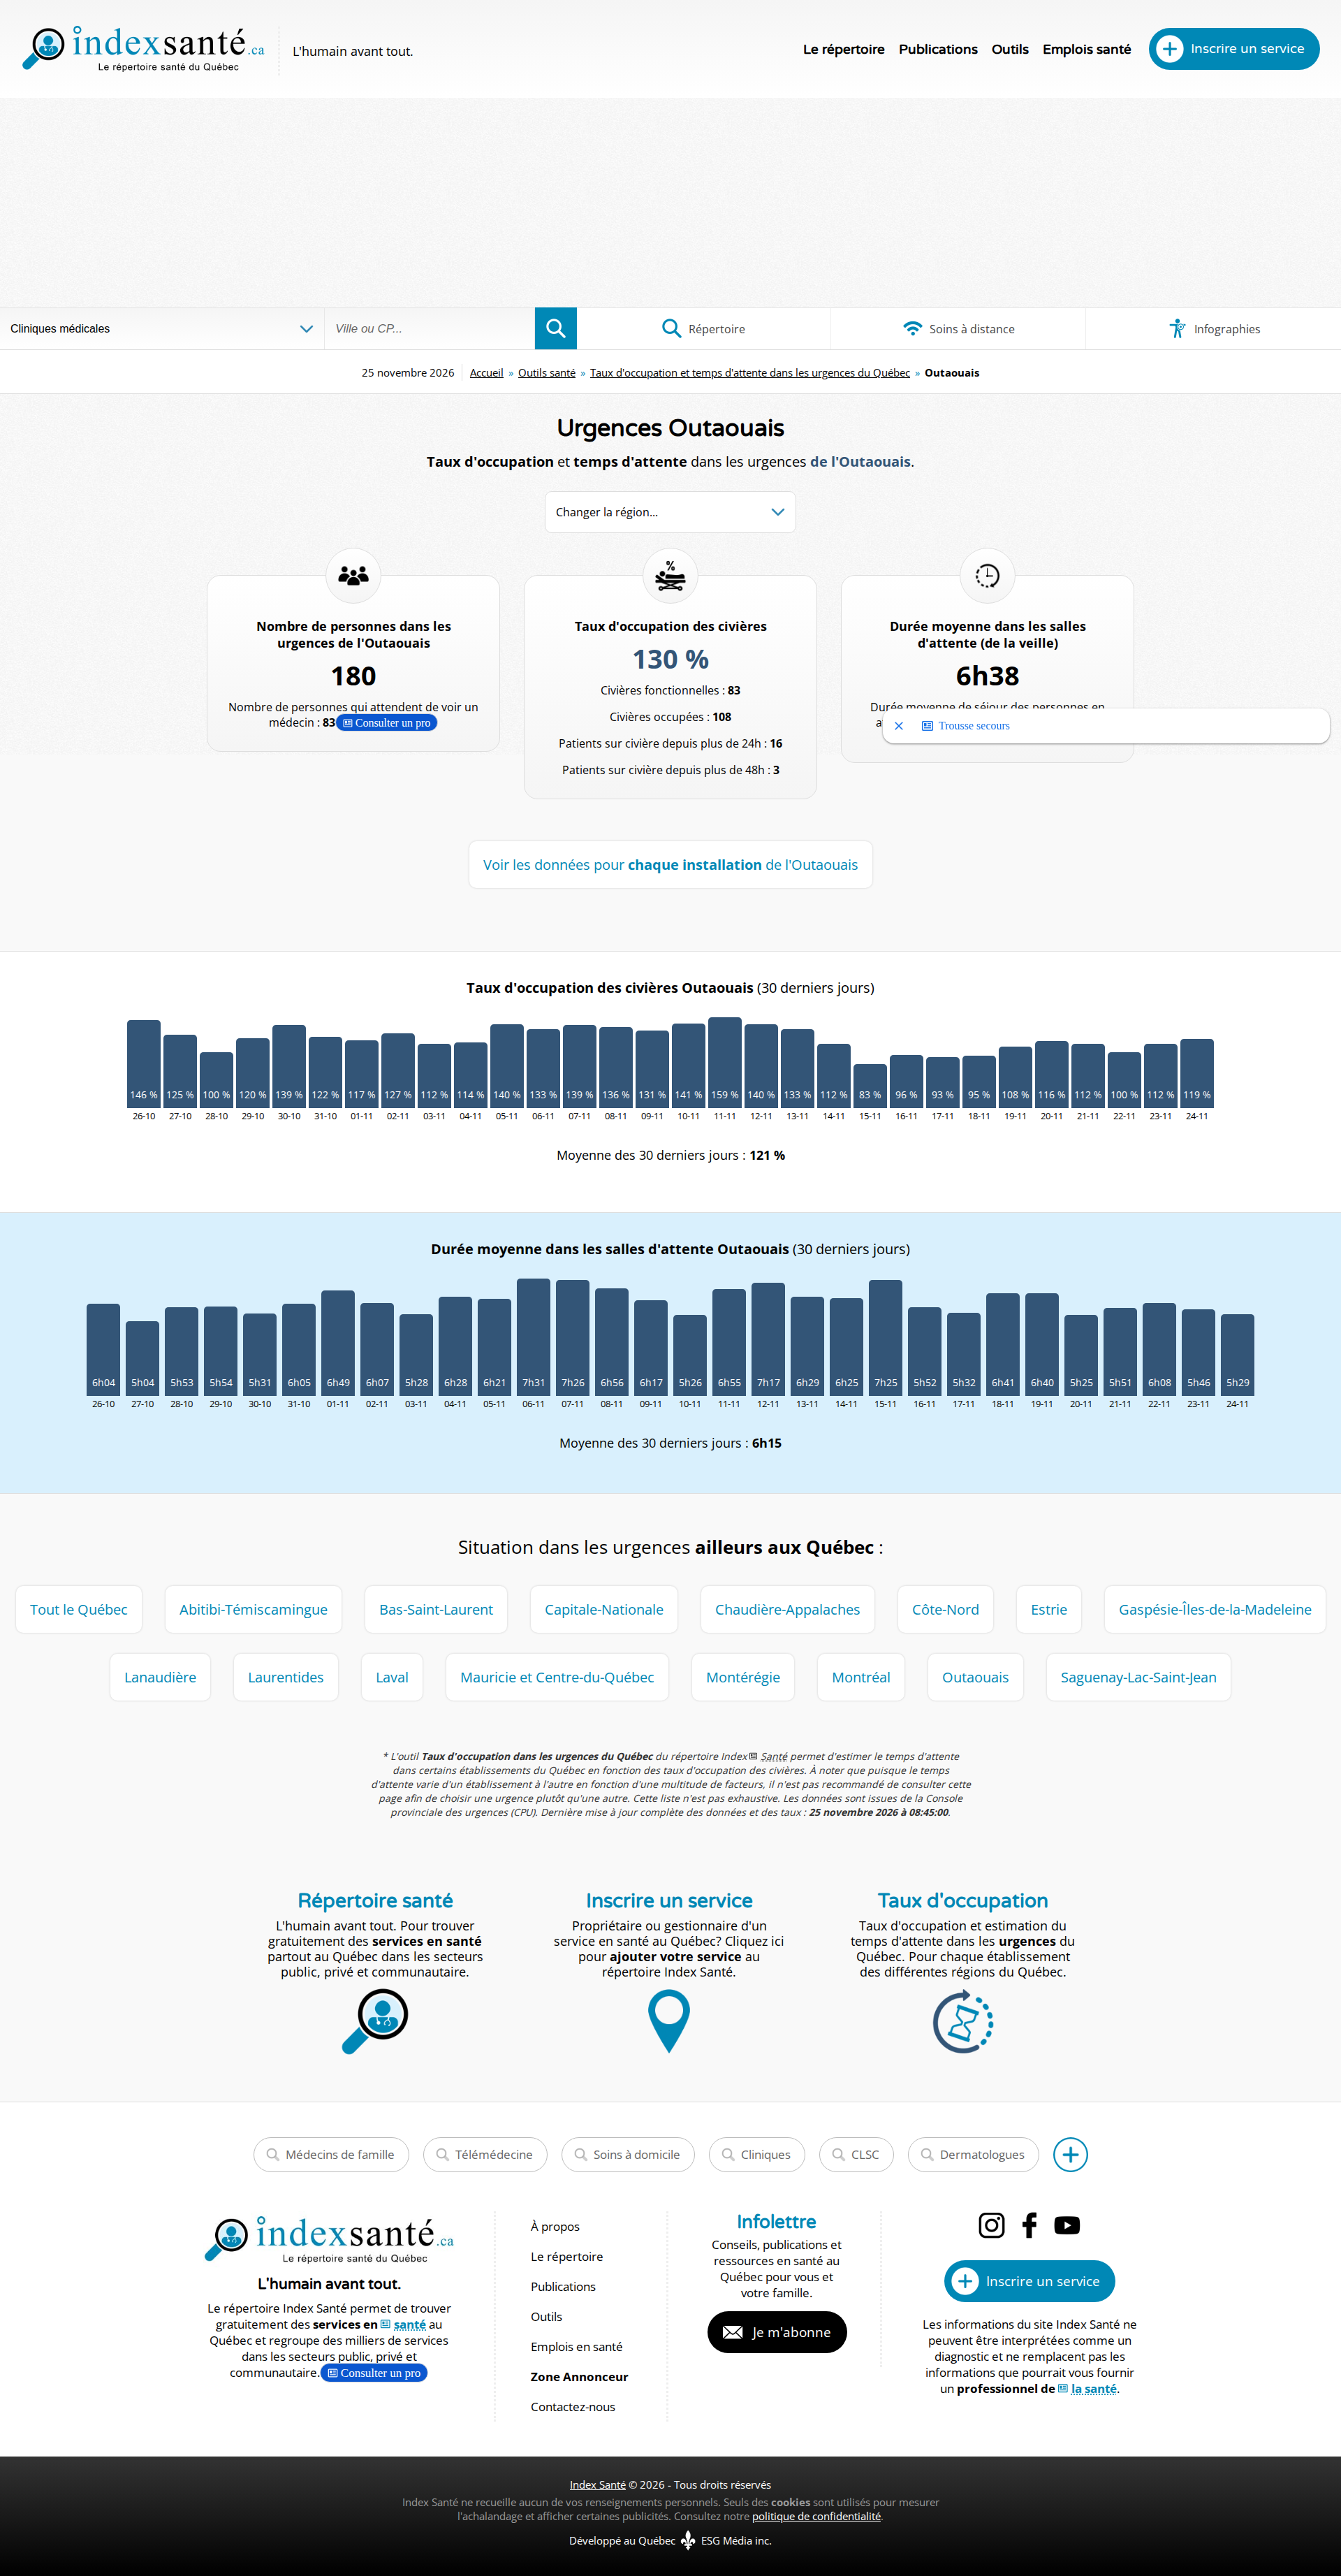 indexsanté.ca
Le répertoire santé du Québec
L'humain avant tout.
Le répertoire Publications Outils Emplois santé Inscrire un service
Cliniques médicales Ville ou CP... Répertoire Soins à distance Infographies
25 novembre 2026 Accueil » Outils santé » Taux d'occupation et temps d'attente dans les urgences du Québec » Outaouais
Urgences Outaouais
Taux d'occupation et temps d'attente dans les urgences de l'Outaouais.
Changer la région...
Nombre de personnes dans les
urgences de l'Outaouais
180
Nombre de personnes qui attendent de voir un
médecin : 83 Consulter un pro
%
Taux d'occupation des civières
130 %
Civières fonctionnelles : 83
Civières occupées : 108
Patients sur civière depuis plus de 24h : 16
Patients sur civière depuis plus de 48h : 3
Durée moyenne dans les salles
d'attente (de la veille)
6h38
Durée moyenne de séjour des personnes en
Trousse secours
Voir les données pour chaque installation de l'Outaouais
Taux d'occupation des civières Outaouais (30 derniers jours)
146 % 125 % 100 % 120 % 139 % 122 % 117 % 127 % 112 % 114 % 140 % 133 % 139 % 136 % 131 % 141 % 159 % 140 % 133 % 112 % 83 % 96 % 93 % 95 % 108 % 116 % 112 % 100 % 112 % 119 %
26-10 27-10 28-10 29-10 30-10 31-10 01-11 02-11 03-11 04-11 05-11 06-11 07-11 08-11 09-11 10-11 11-11 12-11 13-11 14-11 15-11 16-11 17-11 18-11 19-11 20-11 21-11 22-11 23-11 24-11
Moyenne des 30 derniers jours : 121 %
Durée moyenne dans les salles d'attente Outaouais (30 derniers jours)
6h04 5h04 5h53 5h54 5h31 6h05 6h49 6h07 5h28 6h28 6h21 7h31 7h26 6h56 6h17 5h26 6h55 7h17 6h29 6h25 7h25 5h52 5h32 6h41 6h40 5h25 5h51 6h08 5h46 5h29
26-10 27-10 28-10 29-10 30-10 31-10 01-11 02-11 03-11 04-11 05-11 06-11 07-11 08-11 09-11 10-11 11-11 12-11 13-11 14-11 15-11 16-11 17-11 18-11 19-11 20-11 21-11 22-11 23-11 24-11
Moyenne des 30 derniers jours : 6h15
Situation dans les urgences ailleurs aux Québec :
Tout le Québec Abitibi-Témiscamingue Bas-Saint-Laurent Capitale-Nationale Chaudière-Appalaches Côte-Nord Estrie Gaspésie-Îles-de-la-Madeleine
Lanaudière Laurentides Laval Mauricie et Centre-du-Québec Montérégie Montréal Outaouais Saguenay-Lac-Saint-Jean
* L'outil Taux d'occupation dans les urgences du Québec du répertoire Index Santé permet d'estimer le temps d'attente
dans certains établissements du Québec en fonction des taux d'occupation des civières. À noter que puisque le temps
d'attente varie d'un établissement à l'autre en fonction d'une multitude de facteurs, il n'est pas recommandé de consulter cette
page afin de choisir une urgence plutôt qu'une autre. Cette liste n'est pas exhaustive. Les données sont issues de la Console
provinciale des urgences (CPU). Dernière mise à jour complète des données et des taux : 25 novembre 2026 à 08:45:00.
Répertoire santé
L'humain avant tout. Pour trouver
gratuitement des services en santé
partout au Québec dans les secteurs
public, privé et communautaire.
Inscrire un service
Propriétaire ou gestionnaire d'un
service en santé au Québec? Cliquez ici
pour ajouter votre service au
répertoire Index Santé.
Taux d'occupation
Taux d'occupation et estimation du
temps d'attente dans les urgences du
Québec. Pour chaque établissement
des différentes régions du Québec.
Médecins de famille Télémédecine Soins à domicile Cliniques CLSC Dermatologues
indexsanté.ca
Le répertoire santé du Québec
L'humain avant tout.
Le répertoire Index Santé permet de trouver
gratuitement des services en santé au
Québec et regroupe des milliers de services
dans les secteurs public, privé et
communautaire. Consulter un pro
À propos
Le répertoire
Publications
Outils
Emplois en santé
Zone Annonceur
Contactez-nous
Infolettre
Conseils, publications et
ressources en santé au
Québec pour vous et
votre famille.
Je m'abonne
Inscrire un service
Les informations du site Index Santé ne
peuvent être interprétées comme un
diagnostic et ne remplacent pas les
informations que pourrait vous fournir
un professionnel de la santé.
Index Santé © 2026 - Tous droits réservés
Index Santé ne recueille aucun de vos renseignements personnels. Seuls des cookies sont utilisés pour mesurer
l'achalandage et afficher certaines publicités. Consultez notre politique de confidentialité.
Développé au Québec ESG Média inc.